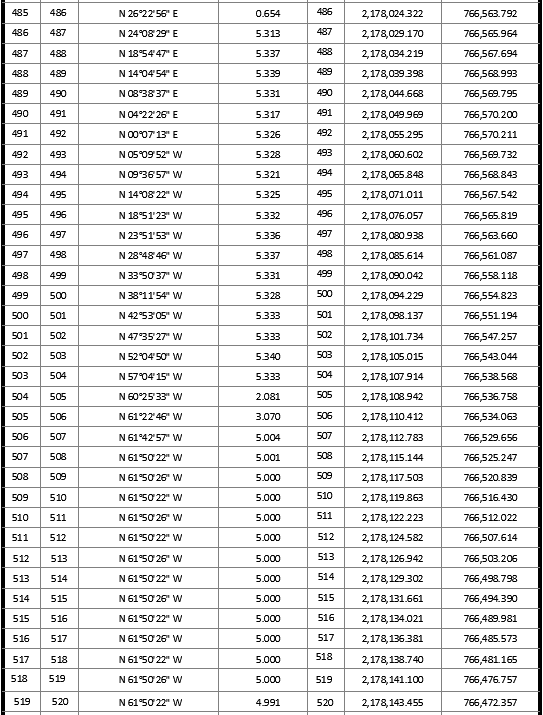 485 486 N 26°22'56" E 0.654 486 2,178,024.322 766,563.792
486 487 N 24°08'29" E 5.313 487 2,178,029.170 766,565.964
487 488 N 18°54'47" E 5.337 488 2,178,034.219 766,567.694
488 489 N 14°04'54" E 5.339 489 2,178,039.398 766,568.993
489 490 N 08°38'37" E 5.331 490 2,178,044.668 766,569.795
490 491 N 04°22'26" E 5.317 491 2,178,049.969 766,570.200
491 492 N 00°07'13" E 5.326 492 2,178,055.295 766,570.211
492 493 N 05°09'52" W 5.328 493 2,178,060.602 766,569.732
493 494 N 09°36'57" W 5.321 494 2,178,065.848 766,568.843
494 495 N 14°08'22" W 5.325 495 2,178,071.011 766,567.542
495 496 N 18°51'23" W 5.332 496 2,178,076.057 766,565.819
496 497 N 23°51'53" W 5.336 497 2,178,080.938 766,563.660
497 498 N 28°48'46" W 5.337 498 2,178,085.614 766,561.087
498 499 N 33°50'37" W 5.331 499 2,178,090.042 766,558.118
499 500 N 38°11'54" W 5.328 500 2,178,094.229 766,554.823
500 501 N 42°53'05" W 5.333 501 2,178,098.137 766,551.194
501 502 N 47°35'27" W 5.333 502 2,178,101.734 766,547.257
502 503 N 52°04'50" W 5.340 503 2,178,105.015 766,543.044
503 504 N 57°04'15" W 5.333 504 2,178,107.914 766,538.568
504 505 N 60°25'33" W 2.081 505 2,178,108.942 766,536.758
505 506 N 61°22'46" W 3.070 506 2,178,110.412 766,534.063
506 507 N 61°42'57" W 5.004 507 2,178,112.783 766,529.656
507 508 N 61°50'22" W 5.001 508 2,178,115.144 766,525.247
508 509 N 61°50'26" W 5.000 509 2,178,117.503 766,520.839
509 510 N 61°50'22" W 5.000 510 2,178,119.863 766,516.430
510 511 N 61°50'26" W 5.000 511 2,178,122.223 766,512.022
511 512 N 61°50'22" W 5.000 512 2,178,124.582 766,507.614
512 513 N 61°50'26" W 5.000 513 2,178,126.942 766,503.206
513 514 N 61°50'22" W 5.000 514 2,178,129.302 766,498.798
514 515 N 61°50'26" W 5.000 515 2,178,131.661 766,494.390
515 516 N 61°50'22" W 5.000 516 2,178,134.021 766,489.981
516 517 N 61°50'26" W 5.000 517 2,178,136.381 766,485.573
517 518 N 61°50'22" W 5.000 518 2,178,138.740 766,481.165
518 519 N 61°50'26" W 5.000 519 2,178,141.100 766,476.757
519 520 N 61°50'22" W 4.991 520 2,178,143.455 766,472.357